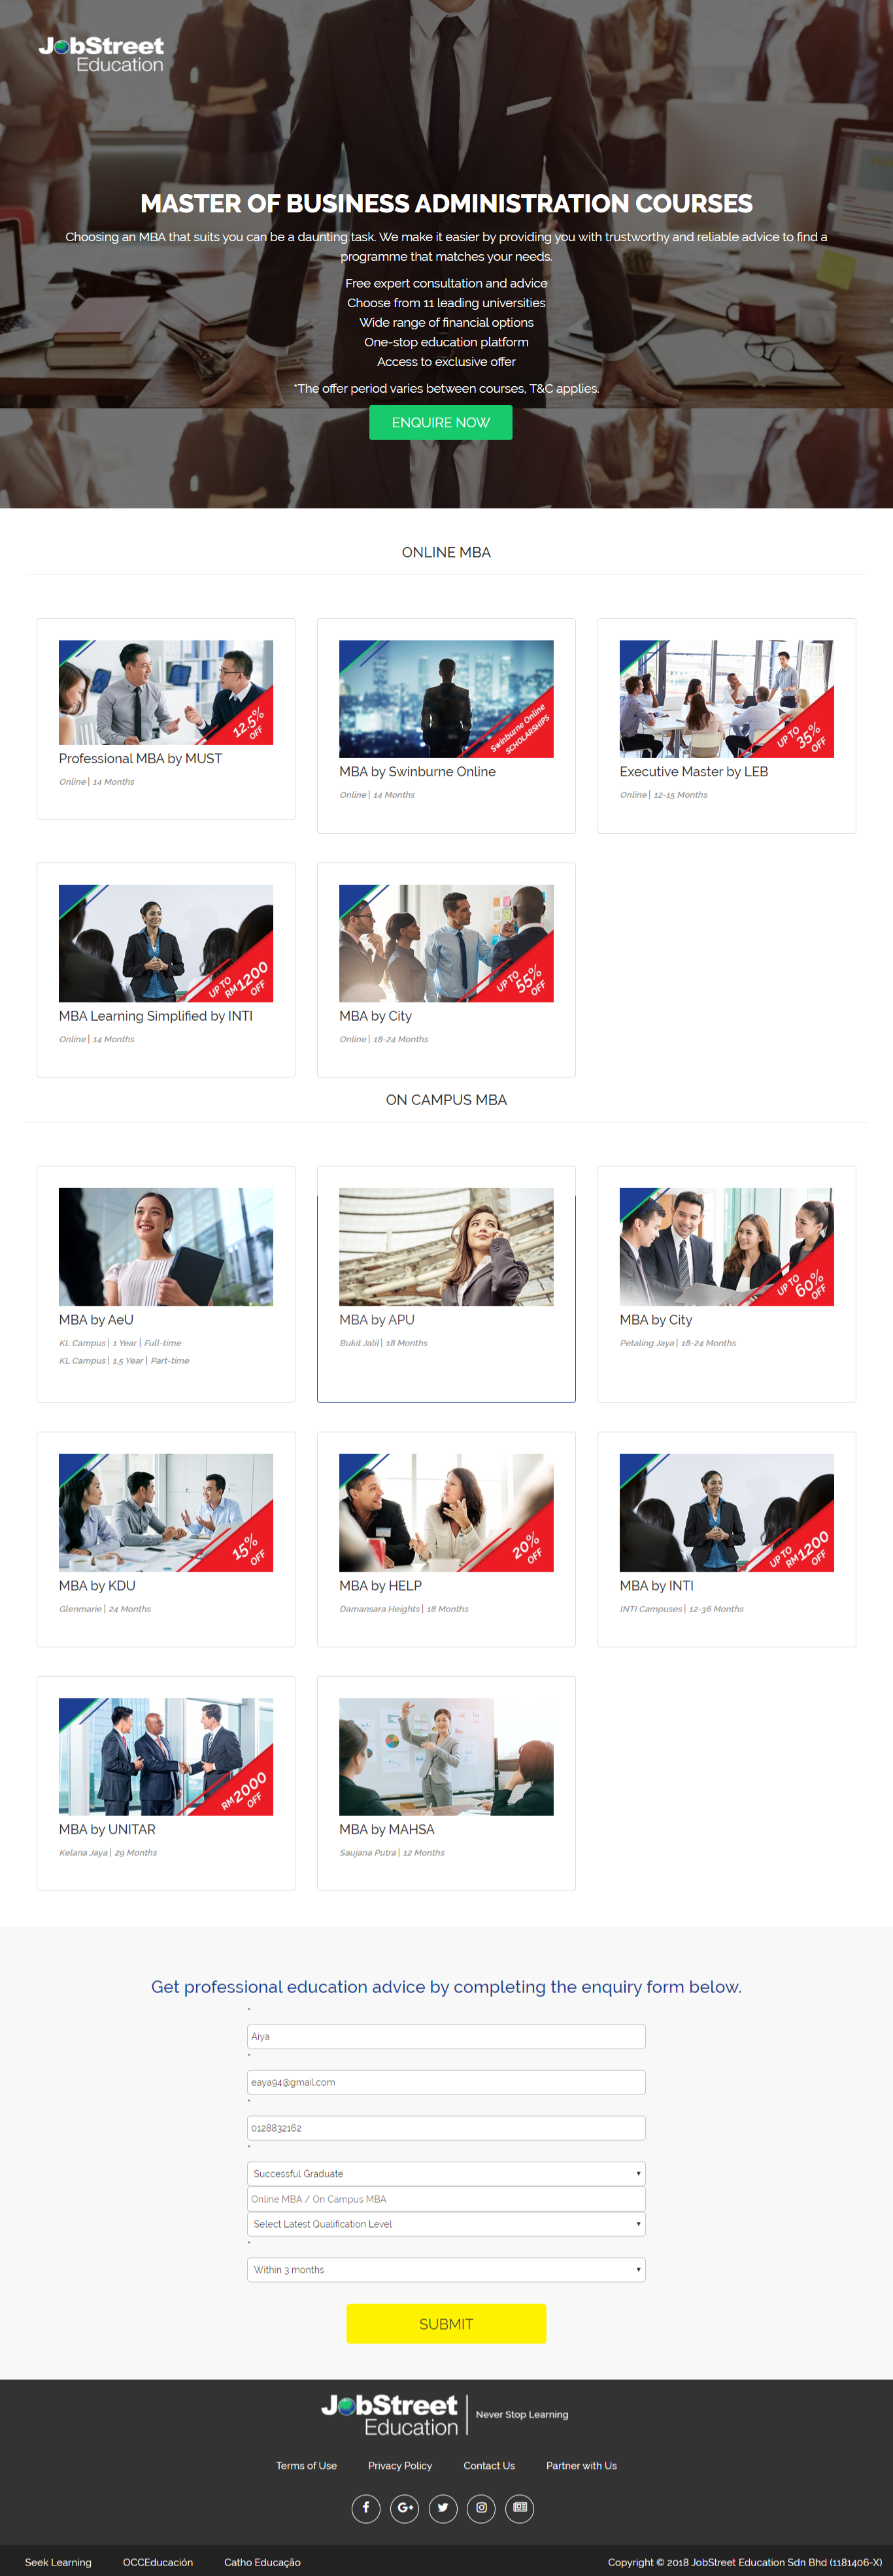 JobStreet
Education
MASTER OF BUSINESS ADMINISTRATION COURSES
Choosing an MBA that suits you can be a daunting task. We make it easier by providing you with trustworthy and reliable advice to find a
programme that matches your needs.
Free expert consultation and advice
Choose from 11 leading universities
Wide range of financial options
One-stop education platform
Access to exclusive offer
*The offer period varies between courses, T&C applies.
ENQUIRE NOW
ONLINE MBA
12.5%
OFF
Professional MBA by MUST
Online | 14 Months
Swinburne Online
SCHOLARSHIPS
MBA by Swinburne Online
Online | 14 Months
UP TO 35%
OFF
Executive Master by LEB
Online | 12-15 Months
UP TO RM1200
OFF
MBA Learning Simplified by INTI
Online | 14 Months
UP TO 55%
OFF
MBA by City
Online | 18-24 Months
ON CAMPUS MBA
MBA by AeU
KL Campus | 1 Year | Full-time
KL Campus | 1.5 Year | Part-time
MBA by APU
Bukit Jalil | 18 Months
UP TO 60%
OFF
MBA by City
Petaling Jaya | 18-24 Months
15%
OFF
MBA by KDU
Glenmarie | 24 Months
20%
OFF
MBA by HELP
Damansara Heights | 18 Months
UP TO RM1200
OFF
MBA by INTI
INTI Campuses | 12-36 Months
RM2000
OFF
MBA by UNITAR
Kelana Jaya | 29 Months
MBA by MAHSA
Saujana Putra | 12 Months
Get professional education advice by completing the enquiry form below.
*
Aiya
*
eaya94@gmail.com
*
0128832162
*
Successful Graduate
Online MBA / On Campus MBA
Select Latest Qualification Level
*
Within 3 months
SUBMIT
JobStreet
Education
Never Stop Learning
Terms of Use Privacy Policy Contact Us Partner with Us
Seek Learning OCCEducación Catho Educação Copyright © 2018 JobStreet Education Sdn Bhd (1181406-X)